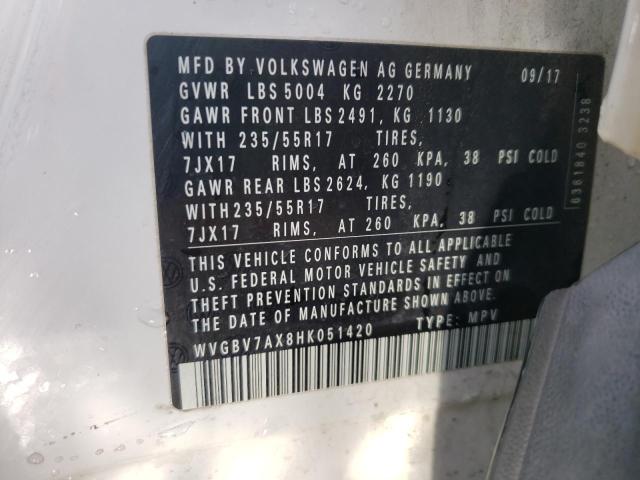 MFD BY VOLKSWAGEN AG GERMANY 09/17
GVWR LBS 5004 KG 2270
GAWR FRONT LBS 2491, KG 1130
WITH 235/55R17 TIRES,
7JX17 RIMS, AT 260 KPA, 38 PSI COLD
GAWR REAR LBS 2624, KG 1190
WITH 235/55R17 TIRES,
7JX17 RIMS, AT 260 KPA, 38 PSI COLD
THIS VEHICLE CONFORMS TO ALL APPLICABLE
U.S. FEDERAL MOTOR VEHICLE SAFETY AND
THEFT PREVENTION STANDARDS IN EFFECT ON
THE DATE OF MANUFACTURE SHOWN ABOVE.
WVGBV7AX8HK051420 TYPE: MPV
6361840 3238